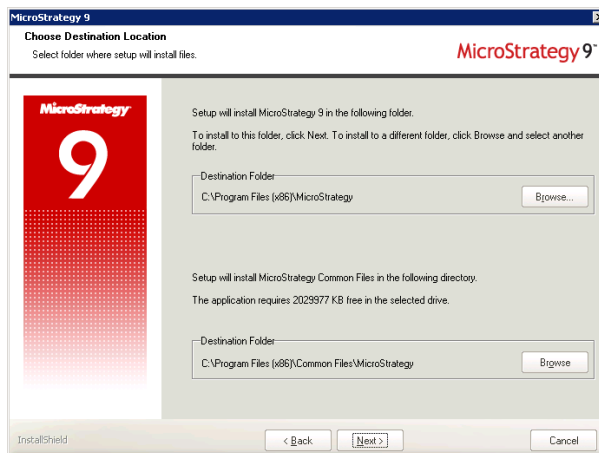 MicroStrategy 9
Choose Destination Location
Select folder where setup will install files.
MicroStrategy 9™
MicroStrategy
9
Setup will install MicroStrategy 9 in the following folder.
To install to this folder, click Next. To install to a different folder, click Browse and select another
folder.
Destination Folder
C:\Program Files (x86)\MicroStrategy
Browse...
Setup will install MicroStrategy Common Files in the following directory.
The application requires 2029977 KB free in the selected drive.
Destination Folder
C:\Program Files (x86)\Common Files\MicroStrategy
Browse
InstallShield
< Back
Next >
Cancel